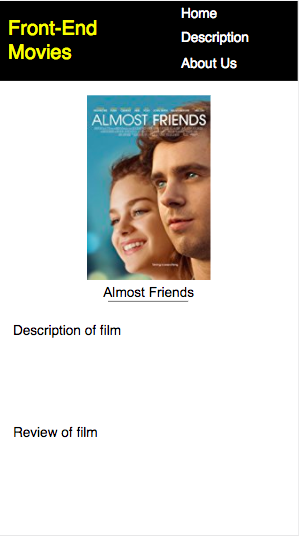 Front-End
Movies
Home
Description
About Us
ALMOST FRIENDS
Almost Friends
Description of film
Review of film